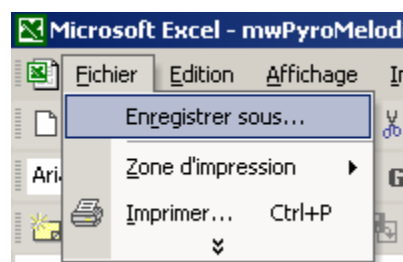 Microsoft Excel - mwPyroMelod
Fichier Edition Affichage
Enregistrer sous...
Zone d'impression
Imprimer... Ctrl+P
G